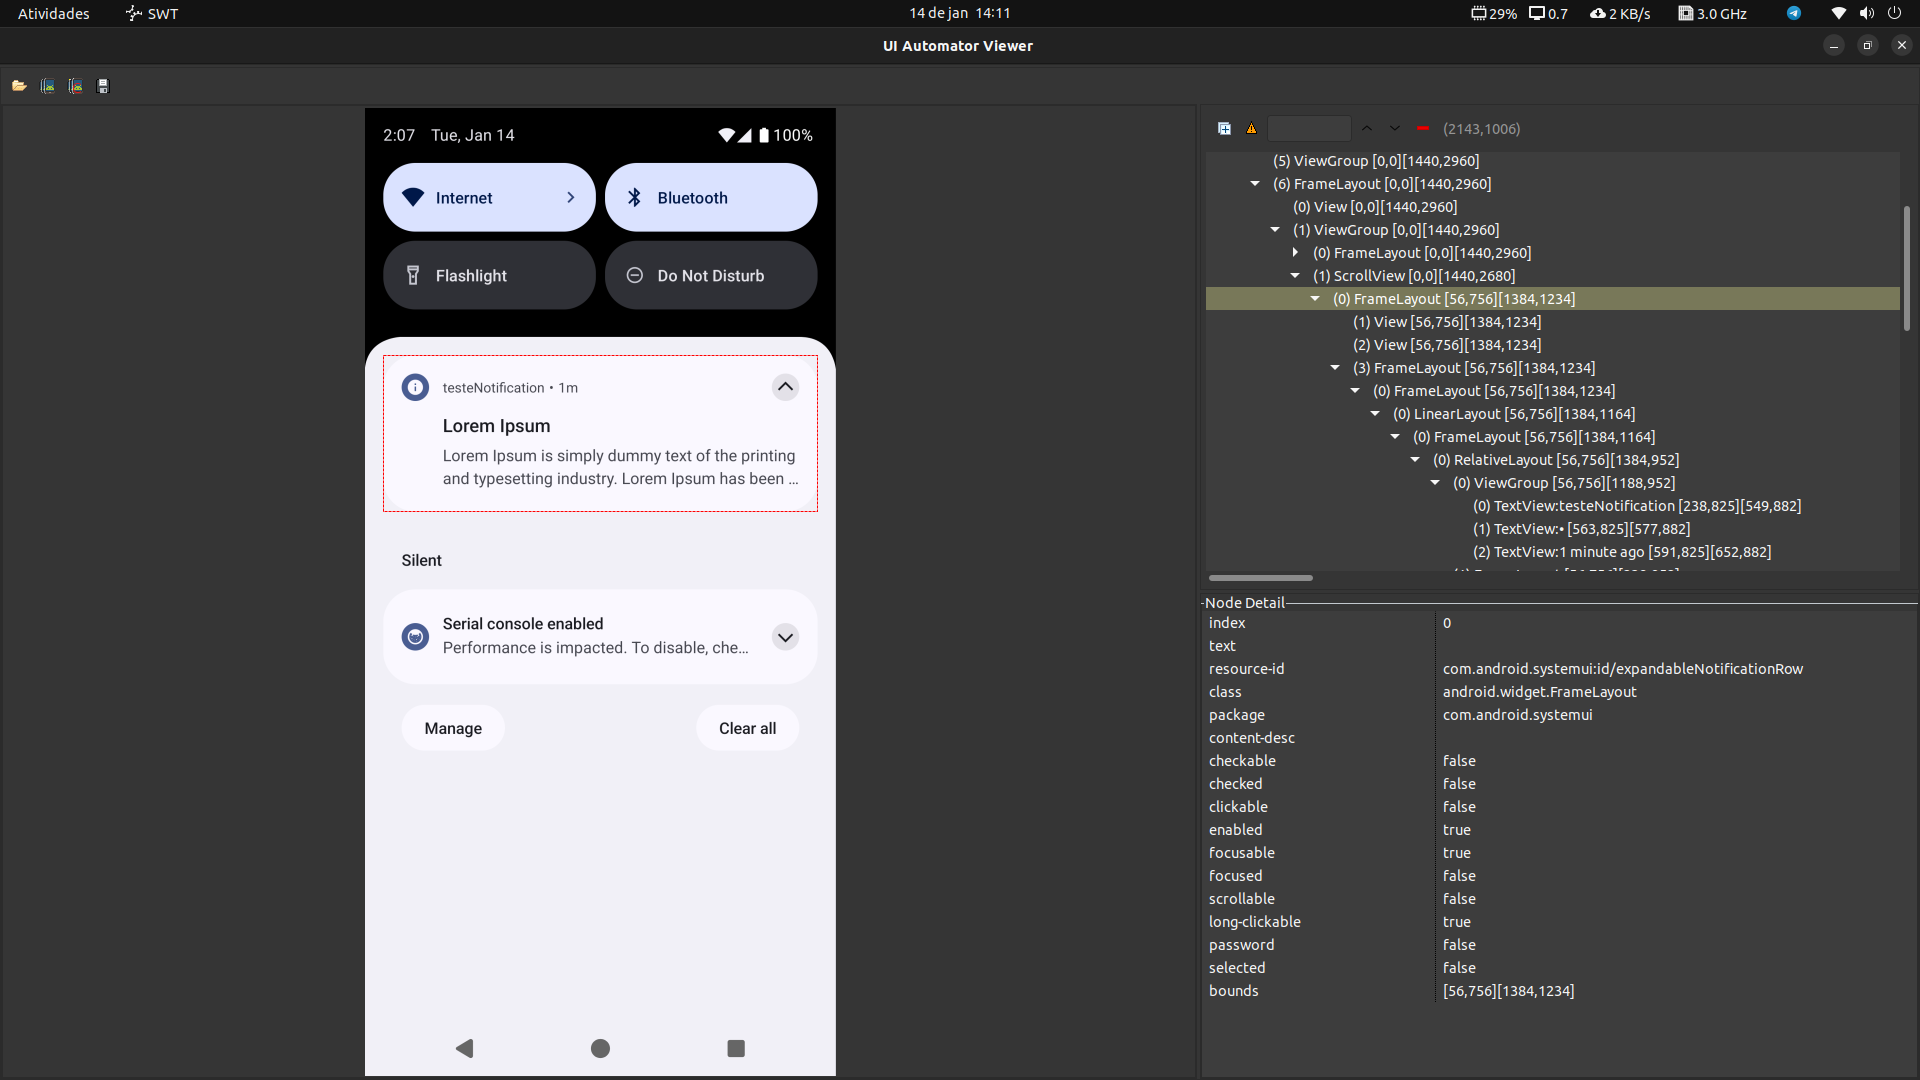 Atividades SWT 14 de jan 14:11 29% 0.7 2 KB/s 3.0 GHz
UI Automator Viewer
2:07 Tue, Jan 14 100%
Internet Bluetooth
Flashlight Do Not Disturb
testeNotification • 1m
Lorem Ipsum
Lorem Ipsum is simply dummy text of the printing
and typesetting industry. Lorem Ipsum has been ...
Silent
Serial console enabled
Performance is impacted. To disable, che...
Manage Clear all
(2143,1006)
(5) ViewGroup [0,0][1440,2960]
(6) FrameLayout [0,0][1440,2960]
(0) View [0,0][1440,2960]
(1) ViewGroup [0,0][1440,2960]
(0) FrameLayout [0,0][1440,2960]
(1) ScrollView [0,0][1440,2680]
(0) FrameLayout [56,756][1384,1234]
(1) View [56,756][1384,1234]
(2) View [56,756][1384,1234]
(3) FrameLayout [56,756][1384,1234]
(0) FrameLayout [56,756][1384,1234]
(0) LinearLayout [56,756][1384,1164]
(0) FrameLayout [56,756][1384,1164]
(0) RelativeLayout [56,756][1384,952]
(0) ViewGroup [56,756][1188,952]
(0) TextView:testeNotification [238,825][549,882]
(1) TextView:• [563,825][577,882]
(2) TextView:1 minute ago [591,825][652,882]
Node Detail
index 0
text
resource-id com.android.systemui:id/expandableNotificationRow
class android.widget.FrameLayout
package com.android.systemui
content-desc
checkable false
checked false
clickable false
enabled true
focusable true
focused false
scrollable false
long-clickable true
password false
selected false
bounds [56,756][1384,1234]